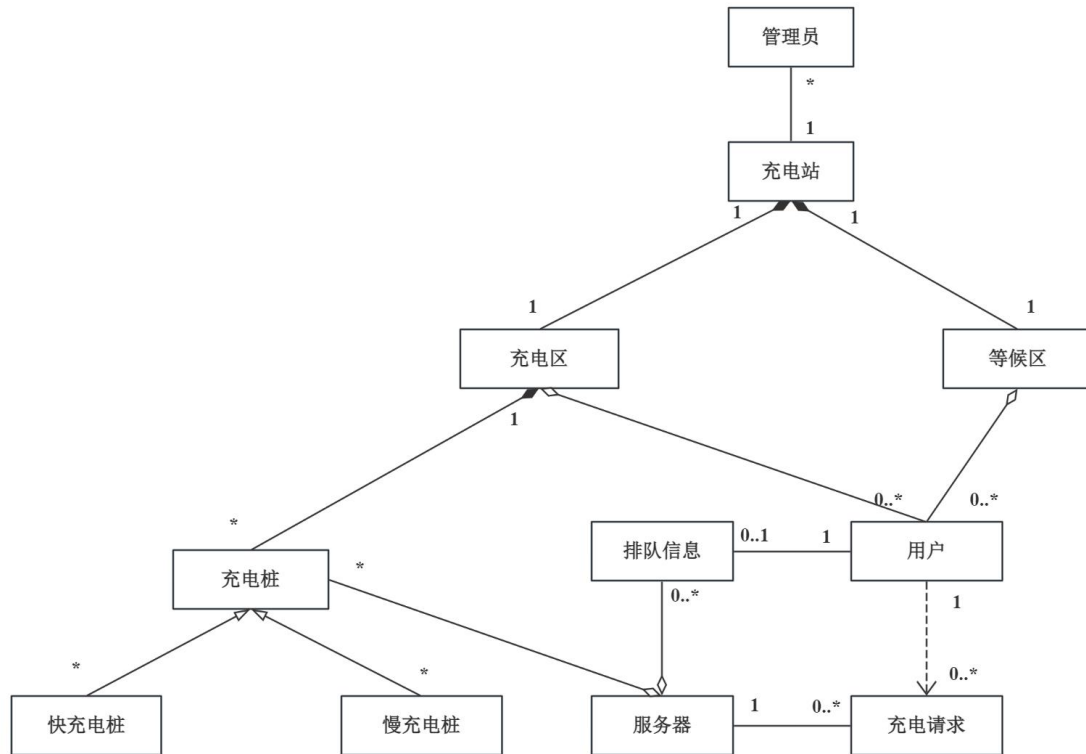 管理员
*
1
充电站
1
1
1
1
充电区
等候区
1
*
0..*
0..*
充电桩
*
排队信息
0..1
1
用户
0..*
1
*
*
0..*
快充电桩
慢充电桩
服务器
1
0..*
充电请求